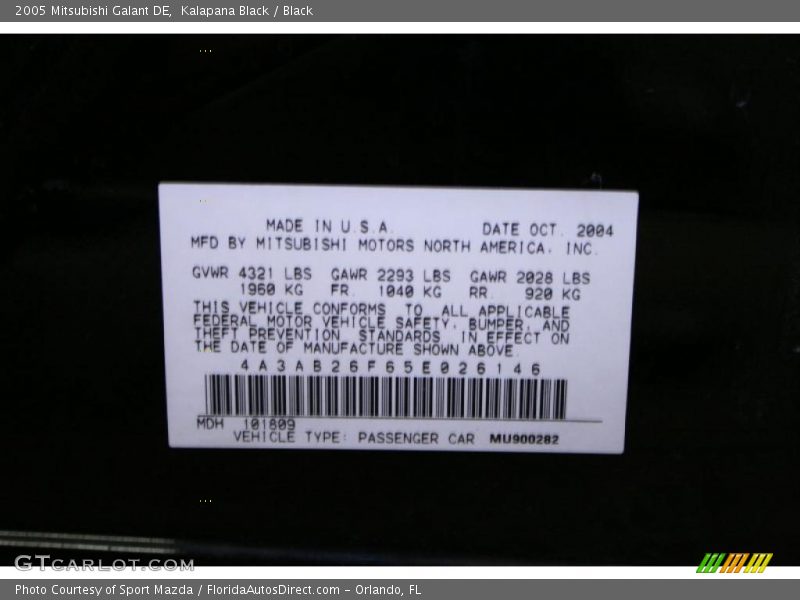 2005 Mitsubishi Galant DE,  Kalapana Black / Black
MADE IN U.S.A.    DATE OCT. 2004
MFD BY MITSUBISHI MOTORS NORTH AMERICA, INC.
GVWR 4321 LBS  GAWR 2293 LBS  GAWR 2028 LBS
1960 KG  FR.  1040 KG  RR.  920 KG
THIS VEHICLE CONFORMS TO ALL APPLICABLE
FEDERAL MOTOR VEHICLE SAFETY, BUMPER, AND
THEFT PREVENTION STANDARDS IN EFFECT ON
THE DATE OF MANUFACTURE SHOWN ABOVE.
4A3AB26F65E026146
MDH 101809
VEHICLE TYPE: PASSENGER CAR MU900282
GTCARLOT.COM
Photo Courtesy of Sport Mazda / FloridaAutosDirect.com – Orlando, FL